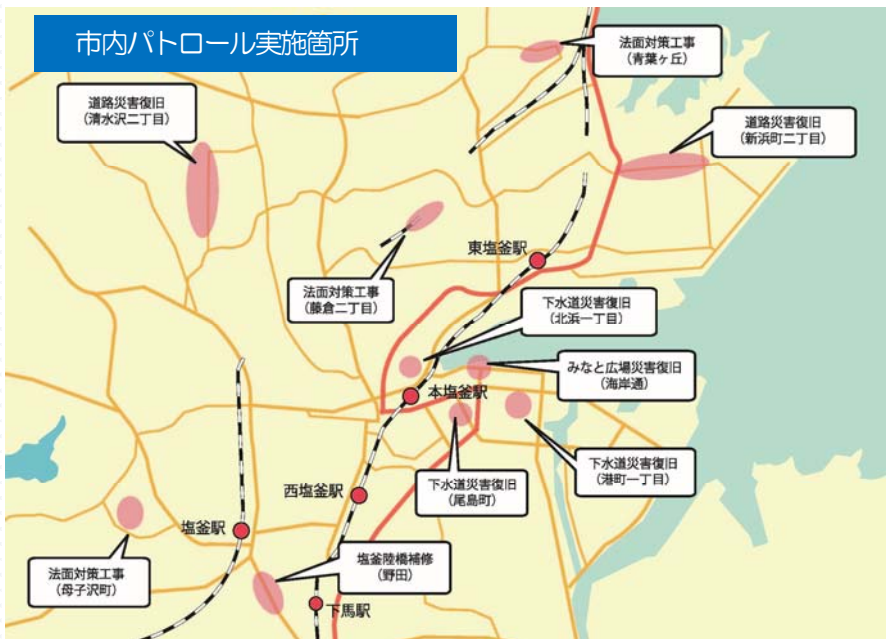 市内パトロール実施箇所
法面対策工事
(青葉ヶ丘)
道路災害復旧
(清水沢二丁目)
道路災害復旧
(新浜町二丁目)
東塩釜駅
法面対策工事
(藤倉二丁目)
下水道災害復旧
(北浜一丁目)
みなと広場災害復旧
(海岸通)
本塩釜駅
下水道災害復旧
(尾島町)
下水道災害復旧
(港町一丁目)
西塩釜駅
塩釜駅
塩釜陸橋補修
(野田)
法面対策工事
(母子沢町)
下馬駅